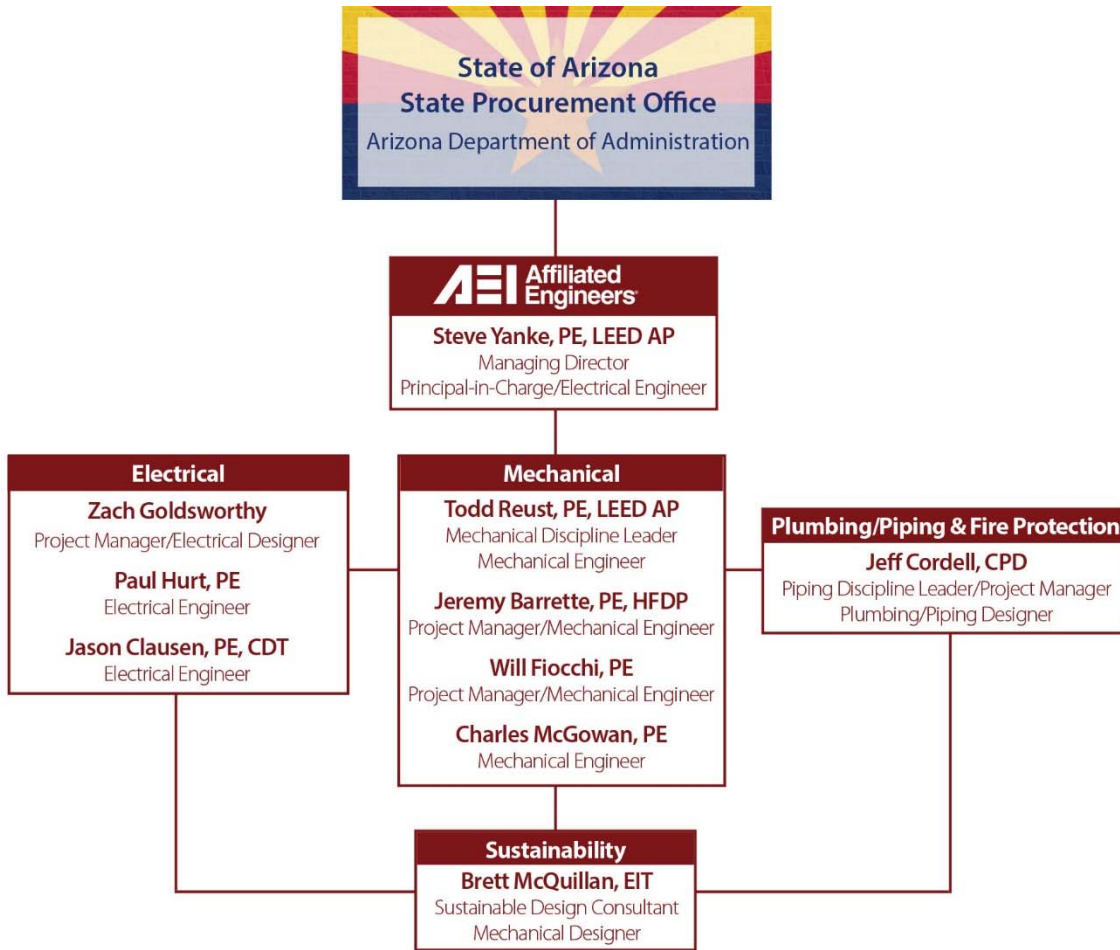 State of Arizona
State Procurement Office
Arizona Department of Administration
AEI Affiliated
Engineers
Steve Yanke, PE, LEED AP
Managing Director
Principal-in-Charge/Electrical Engineer
Electrical
Zach Goldsworthy
Project Manager/Electrical Designer
Paul Hurt, PE
Electrical Engineer
Jason Clausen, PE, CDT
Electrical Engineer
Mechanical
Todd Reust, PE, LEED AP
Mechanical Discipline Leader
Mechanical Engineer
Jeremy Barrette, PE, HFDP
Project Manager/Mechanical Engineer
Will Fiocchi, PE
Project Manager/Mechanical Engineer
Charles McGowan, PE
Mechanical Engineer
Plumbing/Piping & Fire Protection
Jeff Cordell, CPD
Piping Discipline Leader/Project Manager
Plumbing/Piping Designer
Sustainability
Brett McQuillan, EIT
Sustainable Design Consultant
Mechanical Designer